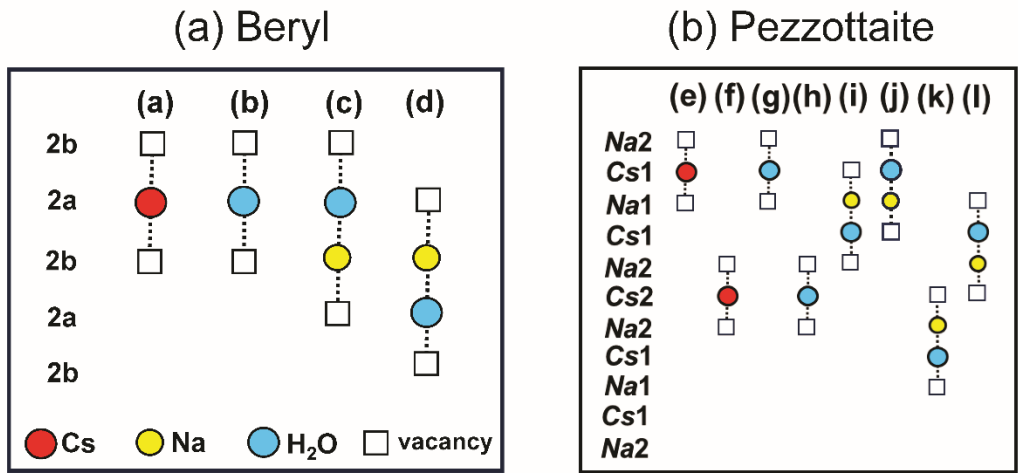 (a) Beryl
(a) (b) (c) (d)
2b
2a
2b
2a
2b
Cs Na H₂O vacancy
(b) Pezzottaite
(e) (f) (g) (h) (i) (j) (k) (l)
Na2
Cs1
Na1
Cs1
Na2
Cs2
Na2
Cs1
Na1
Cs1
Na2